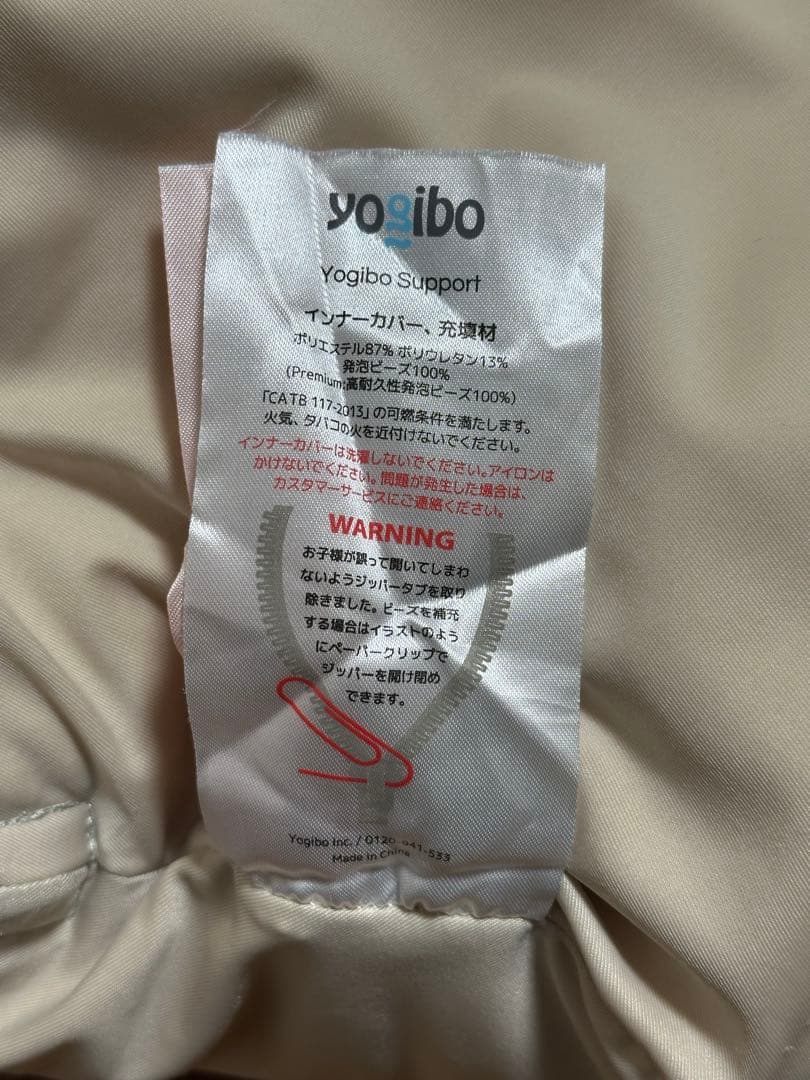 yogibo
Yogibo Support
インナーカバー、充填材
ポリエステル87% ポリウレタン13%
発泡ビーズ100%
(Premium:高耐久性発泡ビーズ100%)
「CA TB 117-2013」の可燃条件を満たします。
火気、タバコの火を近付けないでください。
インナーカバーは洗濯しないでください。アイロンは
かけないでください。問題が発生した場合は、
カスタマーサービスにご連絡ください。
WARNING
お子様が誤って開いてしまわ
ないようジッパータブを取り
除きました。ビーズを補充
する場合はイラストのよう
にペーパークリップで
ジッパーを開け閉め
できます。
Yogibo Inc. / 0120-941-533
Made in China